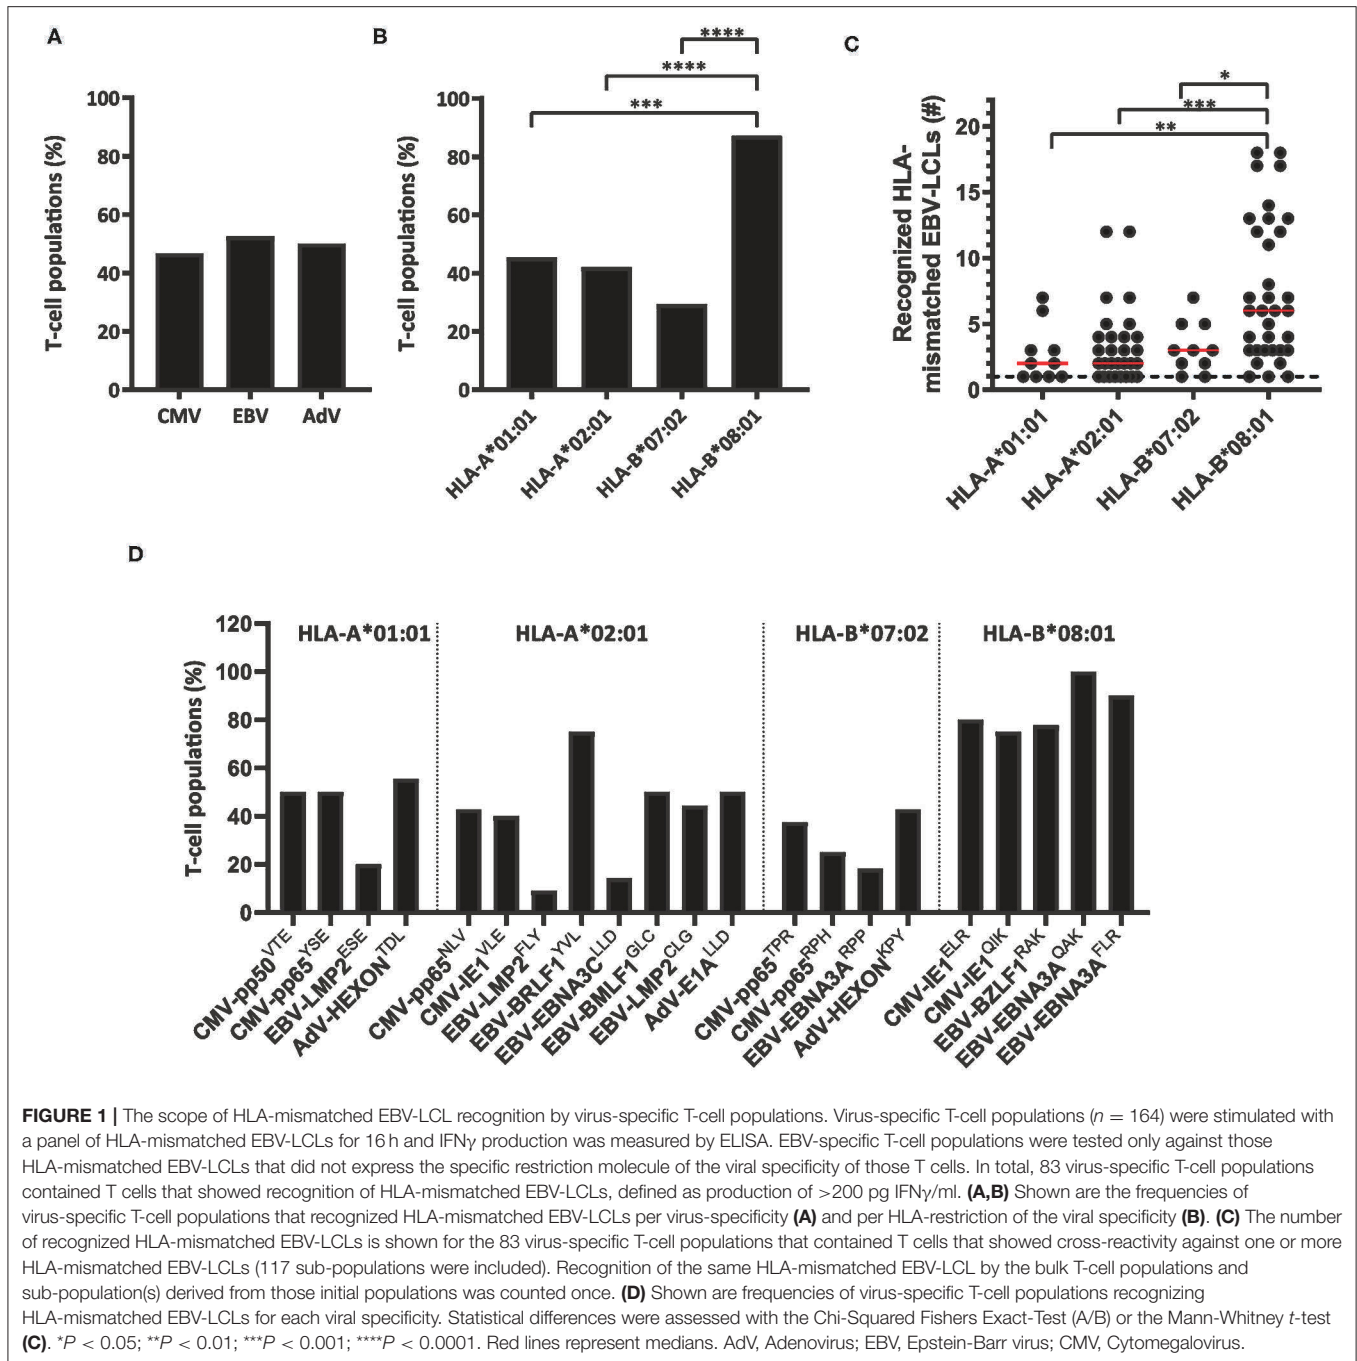 A
T-cell populations (%)
100
80
60
40
20
0
CMV
EBV
AdV
B
****
****
***
T-cell populations (%)
100
80
60
40
20
0
HLA-A*01:01
HLA-A*02:01
HLA-B*07:02
HLA-B*08:01
C
*
***
**
Recognized HLA-
mismatched EBV-LCLs (#)
20
15
10
5
0
HLA-A*01:01
HLA-A*02:01
HLA-B*07:02
HLA-B*08:01
D
T-cell populations (%)
120
100
80
60
40
20
0
HLA-A*01:01
HLA-A*02:01
HLA-B*07:02
HLA-B*08:01
CMV-pp50VTE
CMV-pp65YSE
EBV-LMP2ESE
AdV-HEXONTDL
CMV-pp65NLV
CMV-IE1VLE
EBV-LMP2FLY
EBV-BRLF1YVL
EBV-EBNA3CLLD
EBV-BMLF1GLC
EBV-LMP2CLG
AdV-E1ALLD
CMV-pp65TPR
CMV-pp65RPH
EBV-EBNA3ARPP
AdV-HEXONKPY
CMV-IE1ELR
CMV-IE1QIK
EBV-BZLF1RAK
EBV-EBNA3AQAK
EBV-EBNA3AFLR
FIGURE 1 | The scope of HLA-mismatched EBV-LCL recognition by virus-specific T-cell populations. Virus-specific T-cell populations (n = 164) were stimulated with
a panel of HLA-mismatched EBV-LCLs for 16 h and IFNγ production was measured by ELISA. EBV-specific T-cell populations were tested only against those
HLA-mismatched EBV-LCLs that did not express the specific restriction molecule of the viral specificity of those T cells. In total, 83 virus-specific T-cell populations
contained T cells that showed recognition of HLA-mismatched EBV-LCLs, defined as production of >200 pg IFNγ/ml. (A,B) Shown are the frequencies of
virus-specific T-cell populations that recognized HLA-mismatched EBV-LCLs per virus-specificity (A) and per HLA-restriction of the viral specificity (B). (C) The number
of recognized HLA-mismatched EBV-LCLs is shown for the 83 virus-specific T-cell populations that contained T cells that showed cross-reactivity against one or more
HLA-mismatched EBV-LCLs (117 sub-populations were included). Recognition of the same HLA-mismatched EBV-LCL by the bulk T-cell populations and
sub-population(s) derived from those initial populations was counted once. (D) Shown are frequencies of virus-specific T-cell populations recognizing
HLA-mismatched EBV-LCLs for each viral specificity. Statistical differences were assessed with the Chi-Squared Fishers Exact-Test (A/B) or the Mann-Whitney t-test
(C). *P < 0.05; **P < 0.01; ***P < 0.001; ****P < 0.0001. Red lines represent medians. AdV, Adenovirus; EBV, Epstein-Barr virus; CMV, Cytomegalovirus.